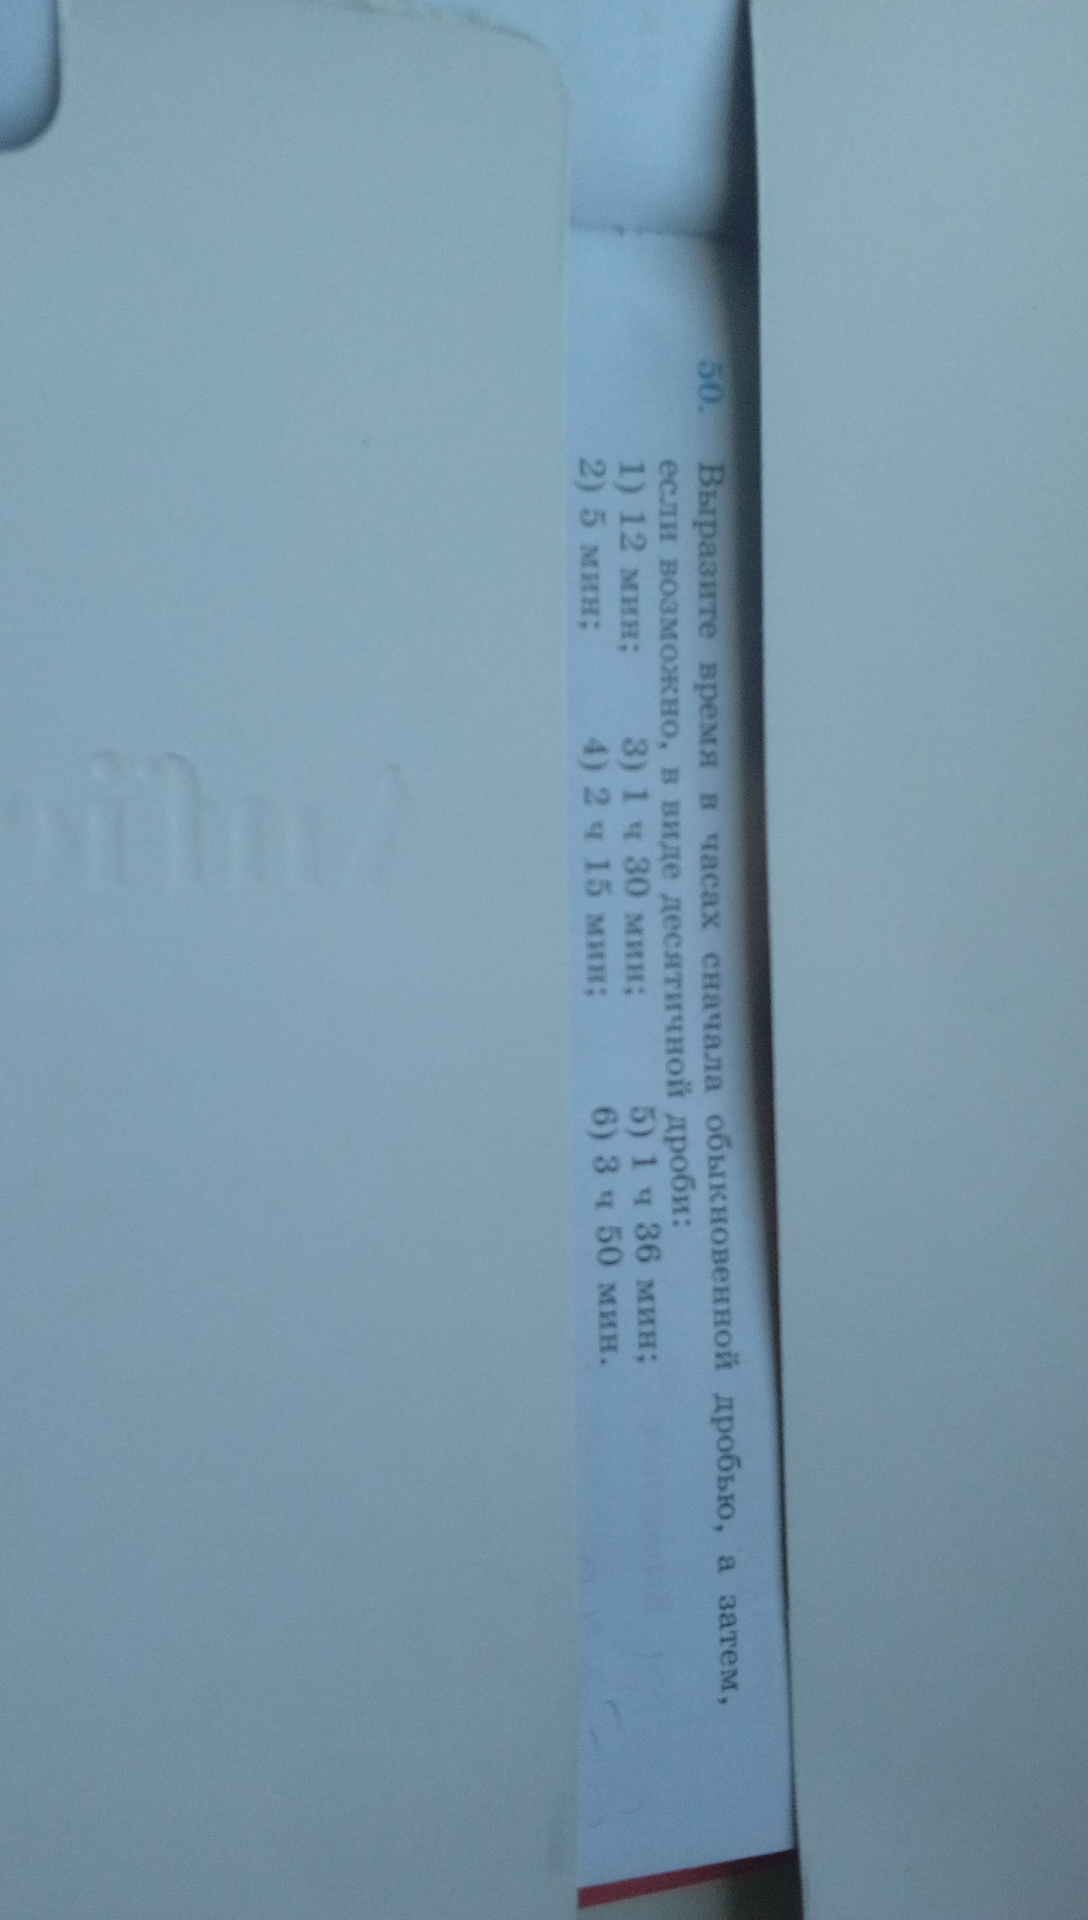 50. Выразите время в часах сначала обыкновенной дробью, а затем,
если возможно, в виде десятичной дроби:
1) 12 мин; 3) 1 ч 30 мин; 5) 1 ч 36 мин;
2) 5 мин; 4) 2 ч 15 мин; 6) 3 ч 50 мин.